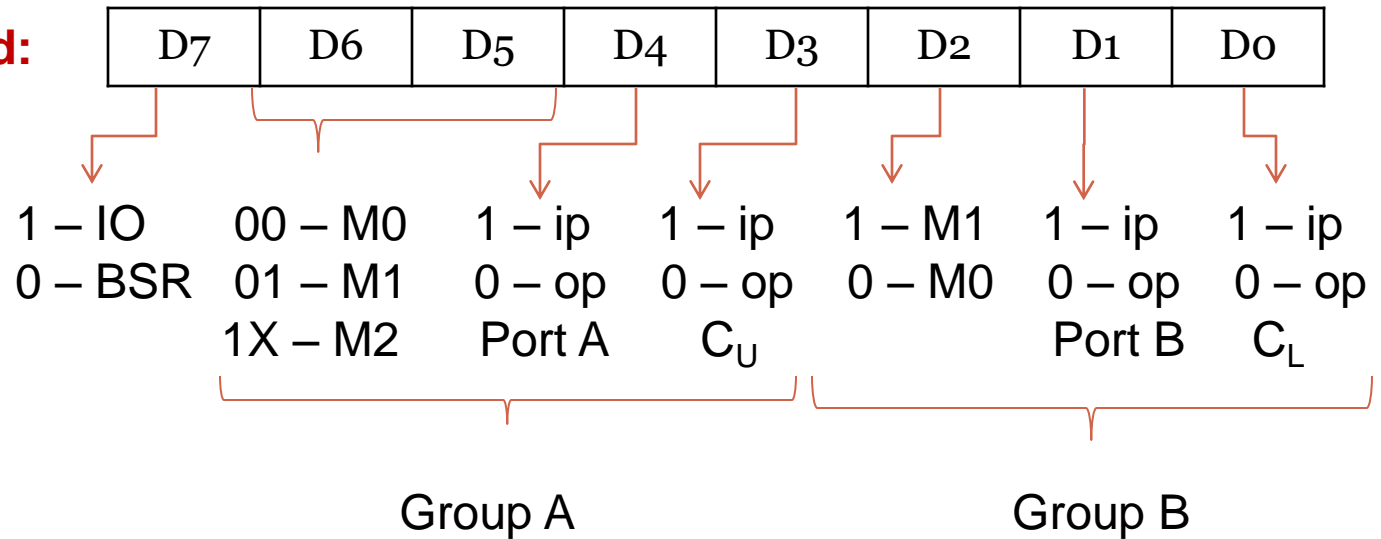 d: D7 D6 D5 D4 D3 D2 D1 D0
1 – IO 00 – M0 1 – ip 1 – ip 1 – M1 1 – ip 1 – ip
0 – BSR 01 – M1 0 – op 0 – op 0 – M0 0 – op 0 – op
1X – M2 Port A C_U Port B C_L
Group A Group B